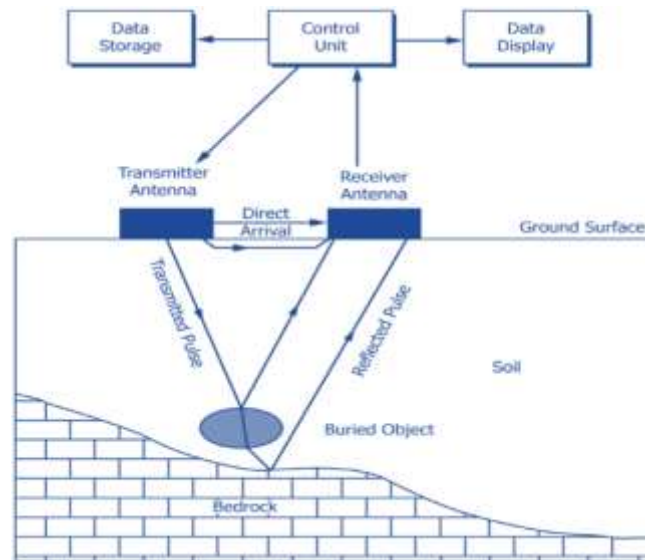 Data
Storage
Control
Unit
Data
Display
Transmitter
Antenna
Receiver
Antenna
Direct
Arrival
Ground Surface
Transmitted Pulse
Reflected Pulse
Soil
Buried Object
Bedrock